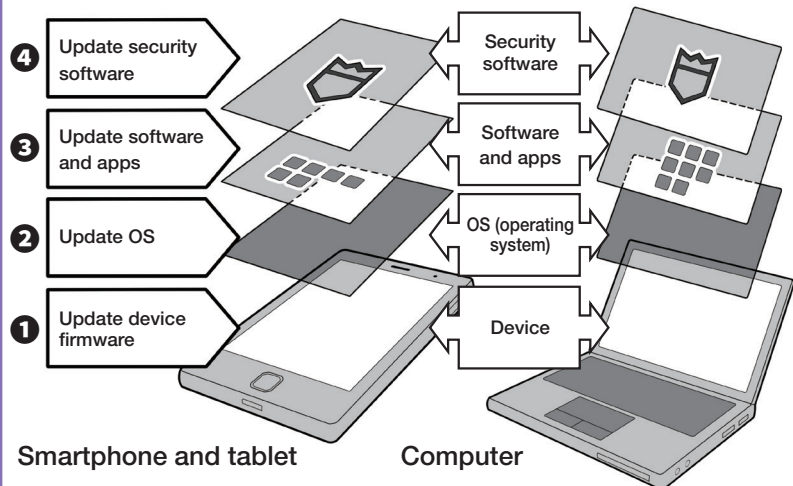 4
Update security
software
Security
software
3
Update software
and apps
Software
and apps
2
Update OS
OS (operating
system)
1
Update device
firmware
Device
Smartphone and tablet
Computer